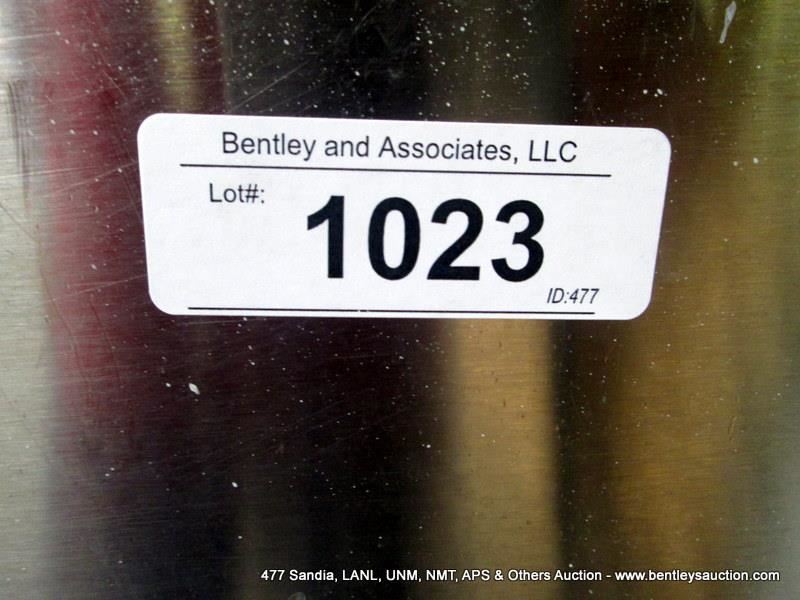 Bentley and Associates, LLC
Lot#:
1023
ID:477
477 Sandia, LANL, UNM, NMT, APS & Others Auction - www.bentleysauction.com